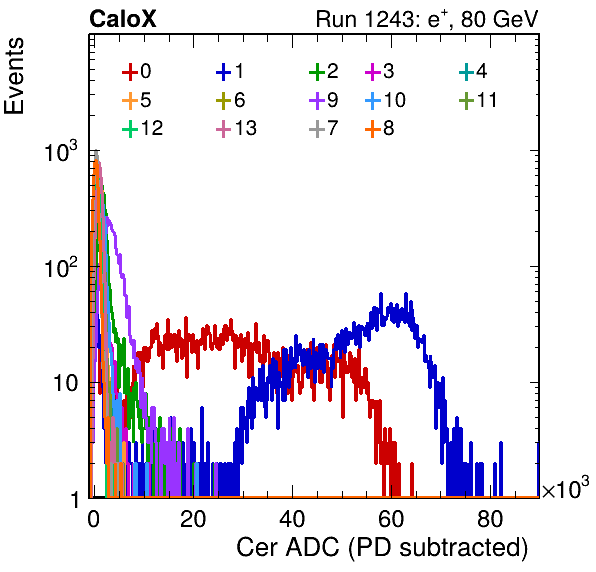 CaloX Run 1243: e⁺, 80 GeV
Events
0 1 2 3 4
5 6 9 10 11
12 13 7 8
10³
10²
10
1
0 20 40 60 80 ×10³
Cer ADC (PD subtracted)